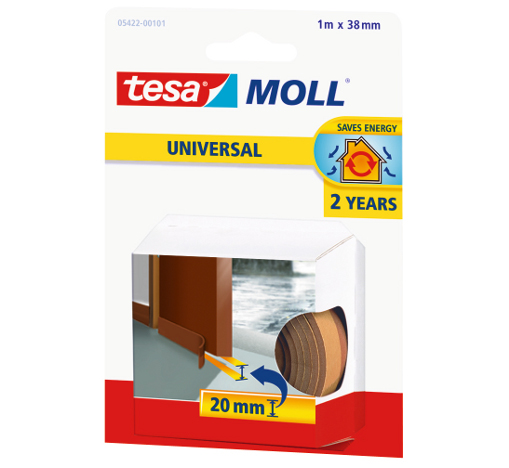 05422-00101
1m x 38mm
tesa® MOLL®
SAVES ENERGY
UNIVERSAL
2 YEARS
20 mm